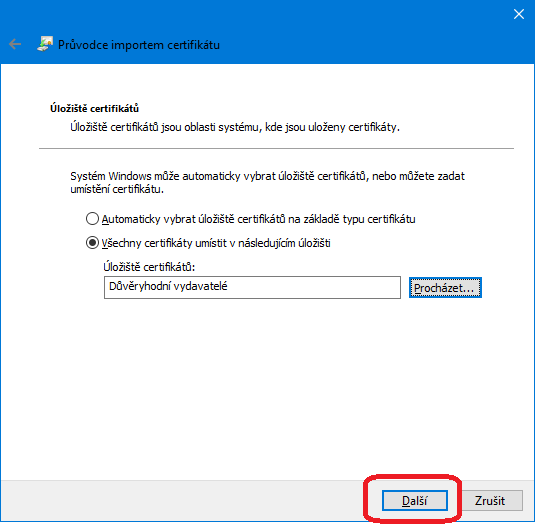 Průvodce importem certifikátu
Úložiště certifikátů
Úložiště certifikátů jsou oblasti systému, kde jsou uloženy certifikáty.
Systém Windows může automaticky vybrat úložiště certifikátů, nebo můžete zadat
umístění certifikátu.
Automaticky vybrat úložiště certifikátů na základě typu certifikátu
Všechny certifikáty umístit v následujícím úložišti
Úložiště certifikátů:
Důvěryhodní vydavatelé
Procházet...
Další
Zrušit